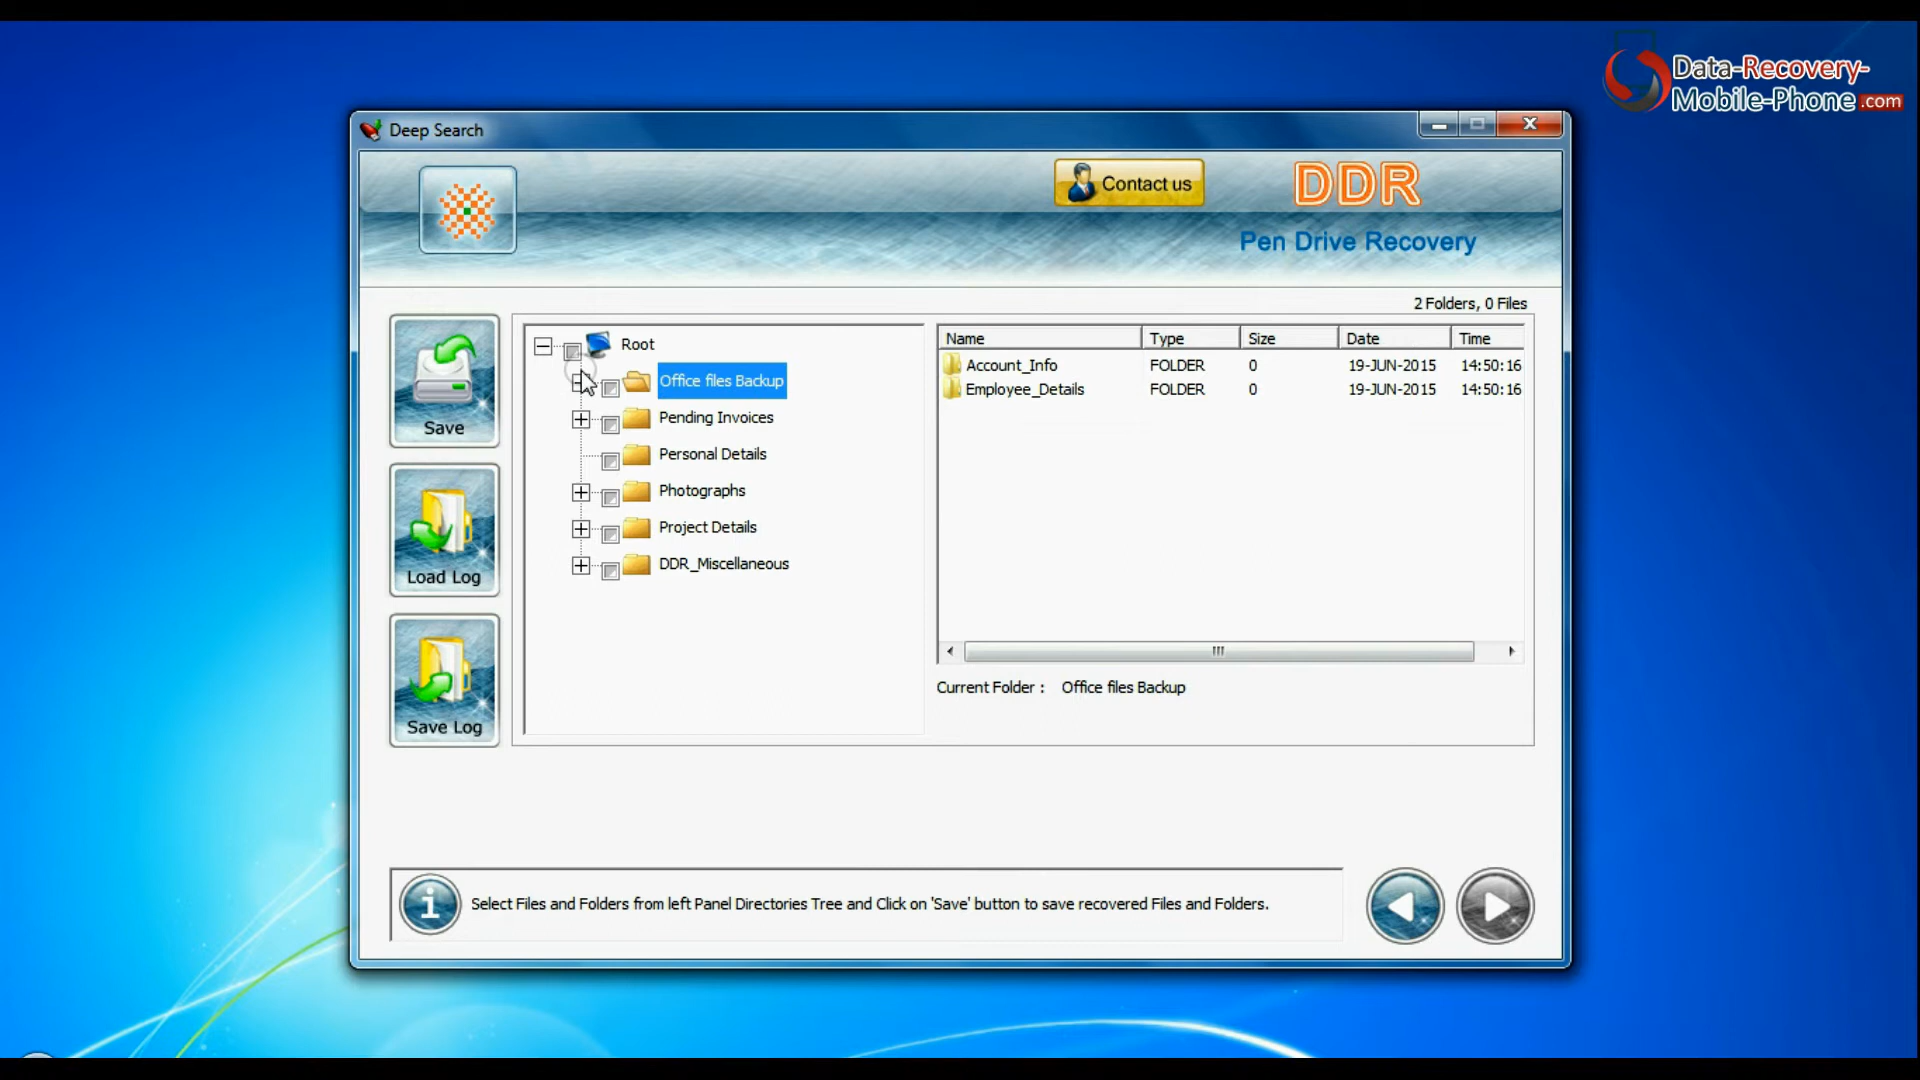 Data-Recovery-
Mobile-Phone.com
Deep Search
Contact us
DDR
Pen Drive Recovery
2 Folders, 0 Files
Save
Load Log
Save Log
Root
Office files Backup
Pending Invoices
Personal Details
Photographs
Project Details
DDR_Miscellaneous
Name Type Size Date Time
Account_Info FOLDER 0 19-JUN-2015 14:50:16
Employee_Details FOLDER 0 19-JUN-2015 14:50:16
Current Folder : Office files Backup
Select Files and Folders from left Panel Directories Tree and Click on 'Save' button to save recovered Files and Folders.